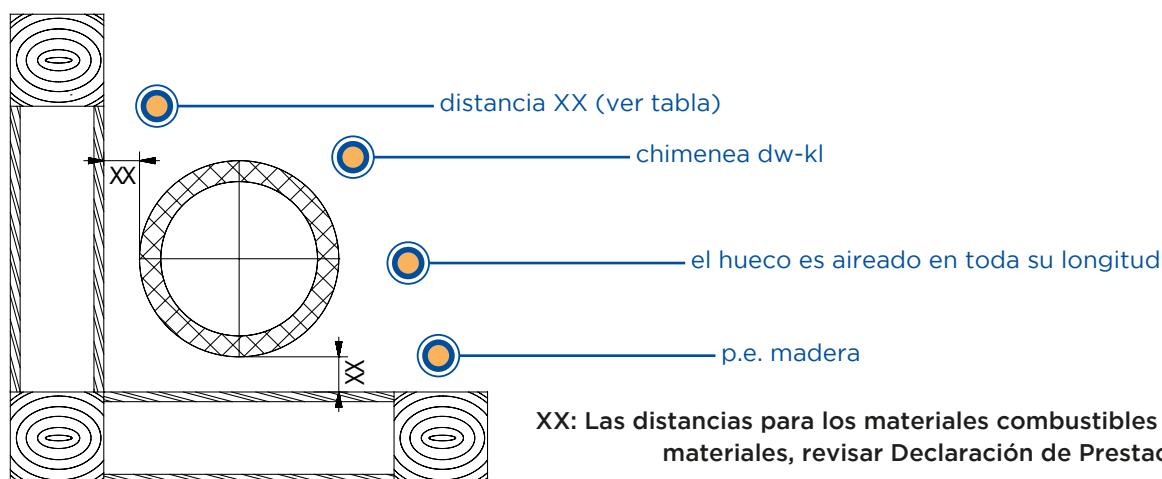 distancia XX (ver tabla)
chimenea dw-kl
XX
el hueco es aireado en toda su longitud
p.e. madera
XX
XX: Las distancias para los materiales combustibles
materiales, revisar Declaración de